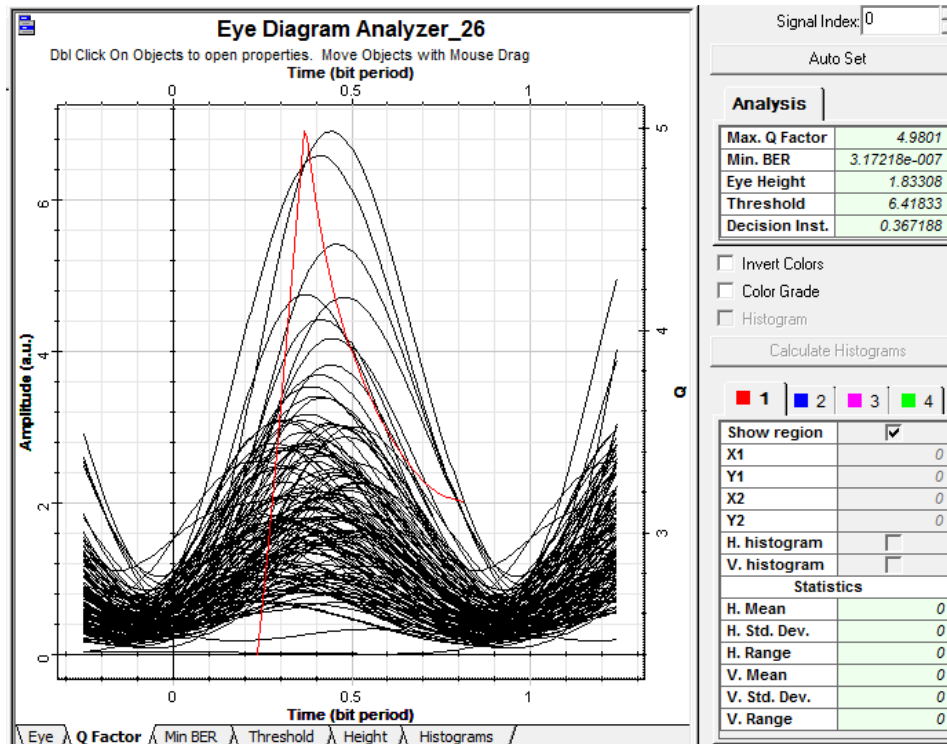 Eye Diagram Analyzer_26
Dbl Click On Objects to open properties. Move Objects with Mouse Drag
Time (bit period)
0 0.5 1
Amplitude (a.u.)
6
4
2
0
Q
5
4
3
0 0.5 1
Time (bit period)
Eye Q Factor Min BER Threshold Height Histograms
Signal Index: 0
Auto Set
Analysis
Max. Q Factor 4.9801
Min. BER 3.17218e-007
Eye Height 1.83308
Threshold 6.41833
Decision Inst. 0.367188
Invert Colors
Color Grade
Histogram
Calculate Histograms
1 2 3 4
Show region
X1 0
Y1 0
X2 0
Y2 0
H. histogram
V. histogram
Statistics
H. Mean 0
H. Std. Dev. 0
H. Range 0
V. Mean 0
V. Std. Dev. 0
V. Range 0